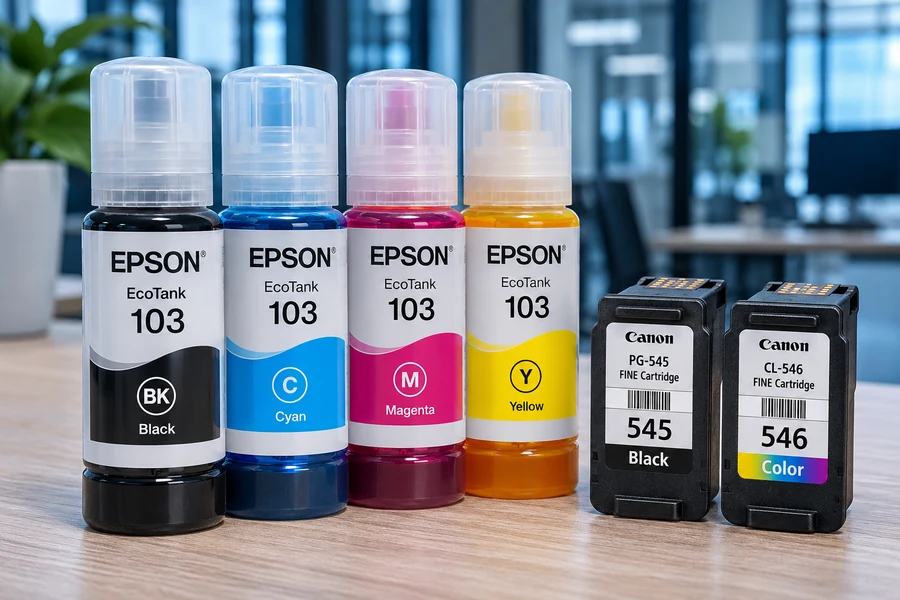 EPSON®
EcoTank
103
BK
Black
EPSON®
EcoTank
103
C
Cyan
EPSON®
EcoTank
103
M
Magenta
EPSON®
EcoTank
103
Y
Yellow
Canon
PG-545
FINE Cartridge
545
Black
Canon
CL-546
FINE Cartridge
546
Color